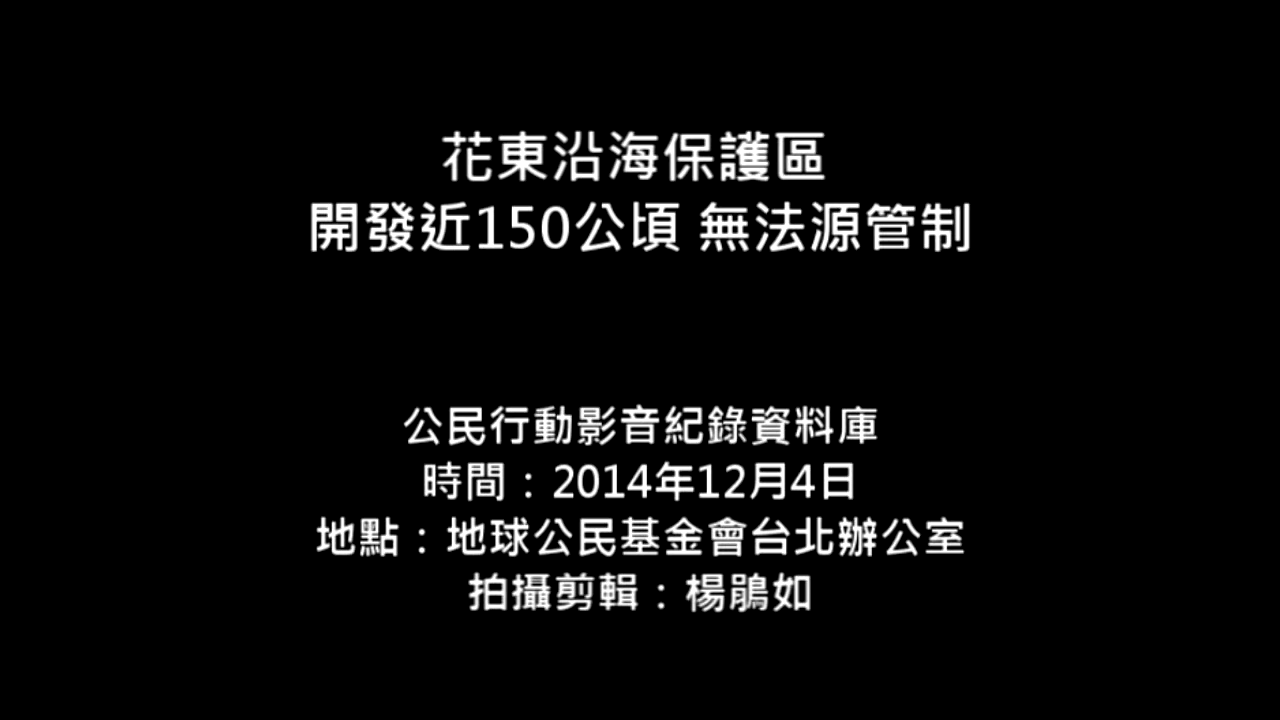 花東沿海保護區
開發近150公頃 無法源管制
公民行動影音紀錄資料庫
時間：2014年12月4日
地點：地球公民基金會台北辦公室
拍攝剪輯：楊鵑如